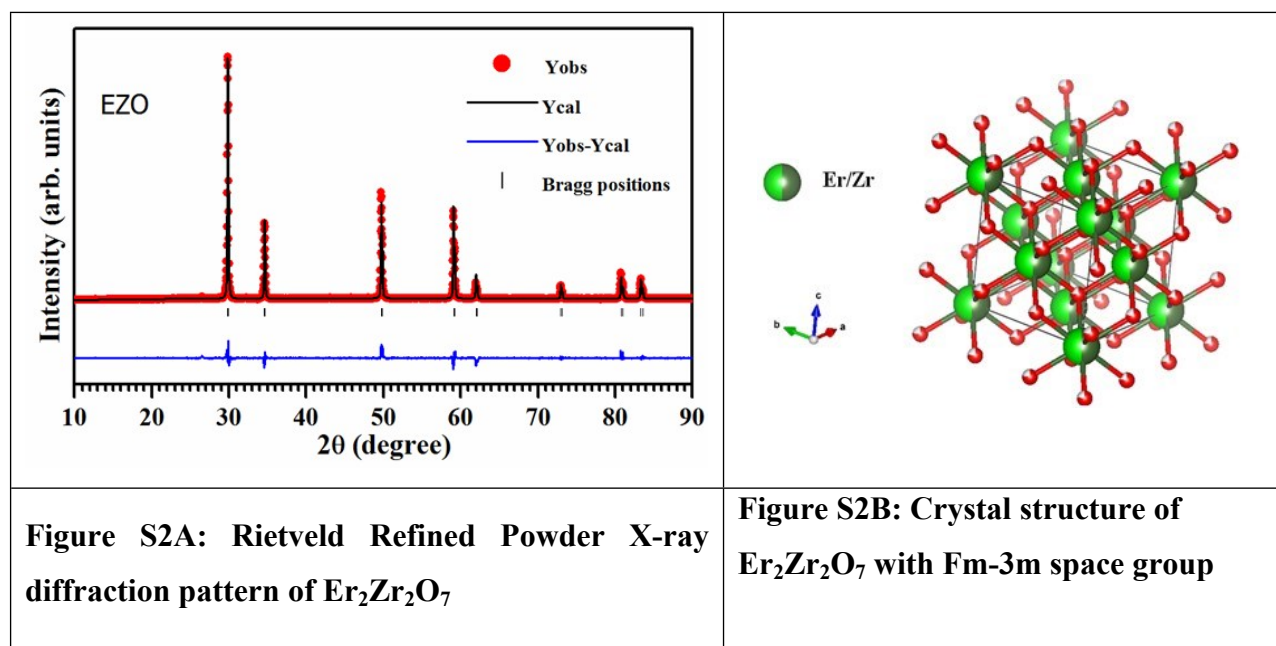 EZO
Yobs
Ycal
Yobs-Ycal
Bragg positions
Intensity (arb. units)
10 20 30 40 50 60 70 80 90
2θ (degree)
Er/Zr
c
b
a
Figure S2A: Rietveld Refined Powder X-ray
diffraction pattern of Er₂Zr₂O₇
Figure S2B: Crystal structure of
Er₂Zr₂O₇ with Fm-3m space group